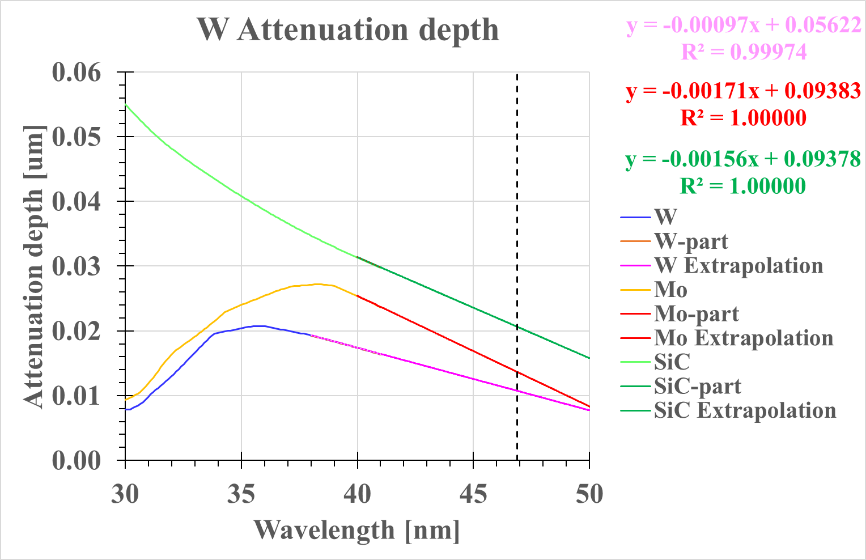 W Attenuation depth
y = -0.00097x + 0.05622
R² = 0.99974
y = -0.00171x + 0.09383
R² = 1.00000
y = -0.00156x + 0.09378
R² = 1.00000
Attenuation depth [um]
0.06
0.05
0.04
0.03
0.02
0.01
0.00
30
35
40
45
50
Wavelength [nm]
W
W-part
W Extrapolation
Mo
Mo-part
Mo Extrapolation
SiC
SiC-part
SiC Extrapolation